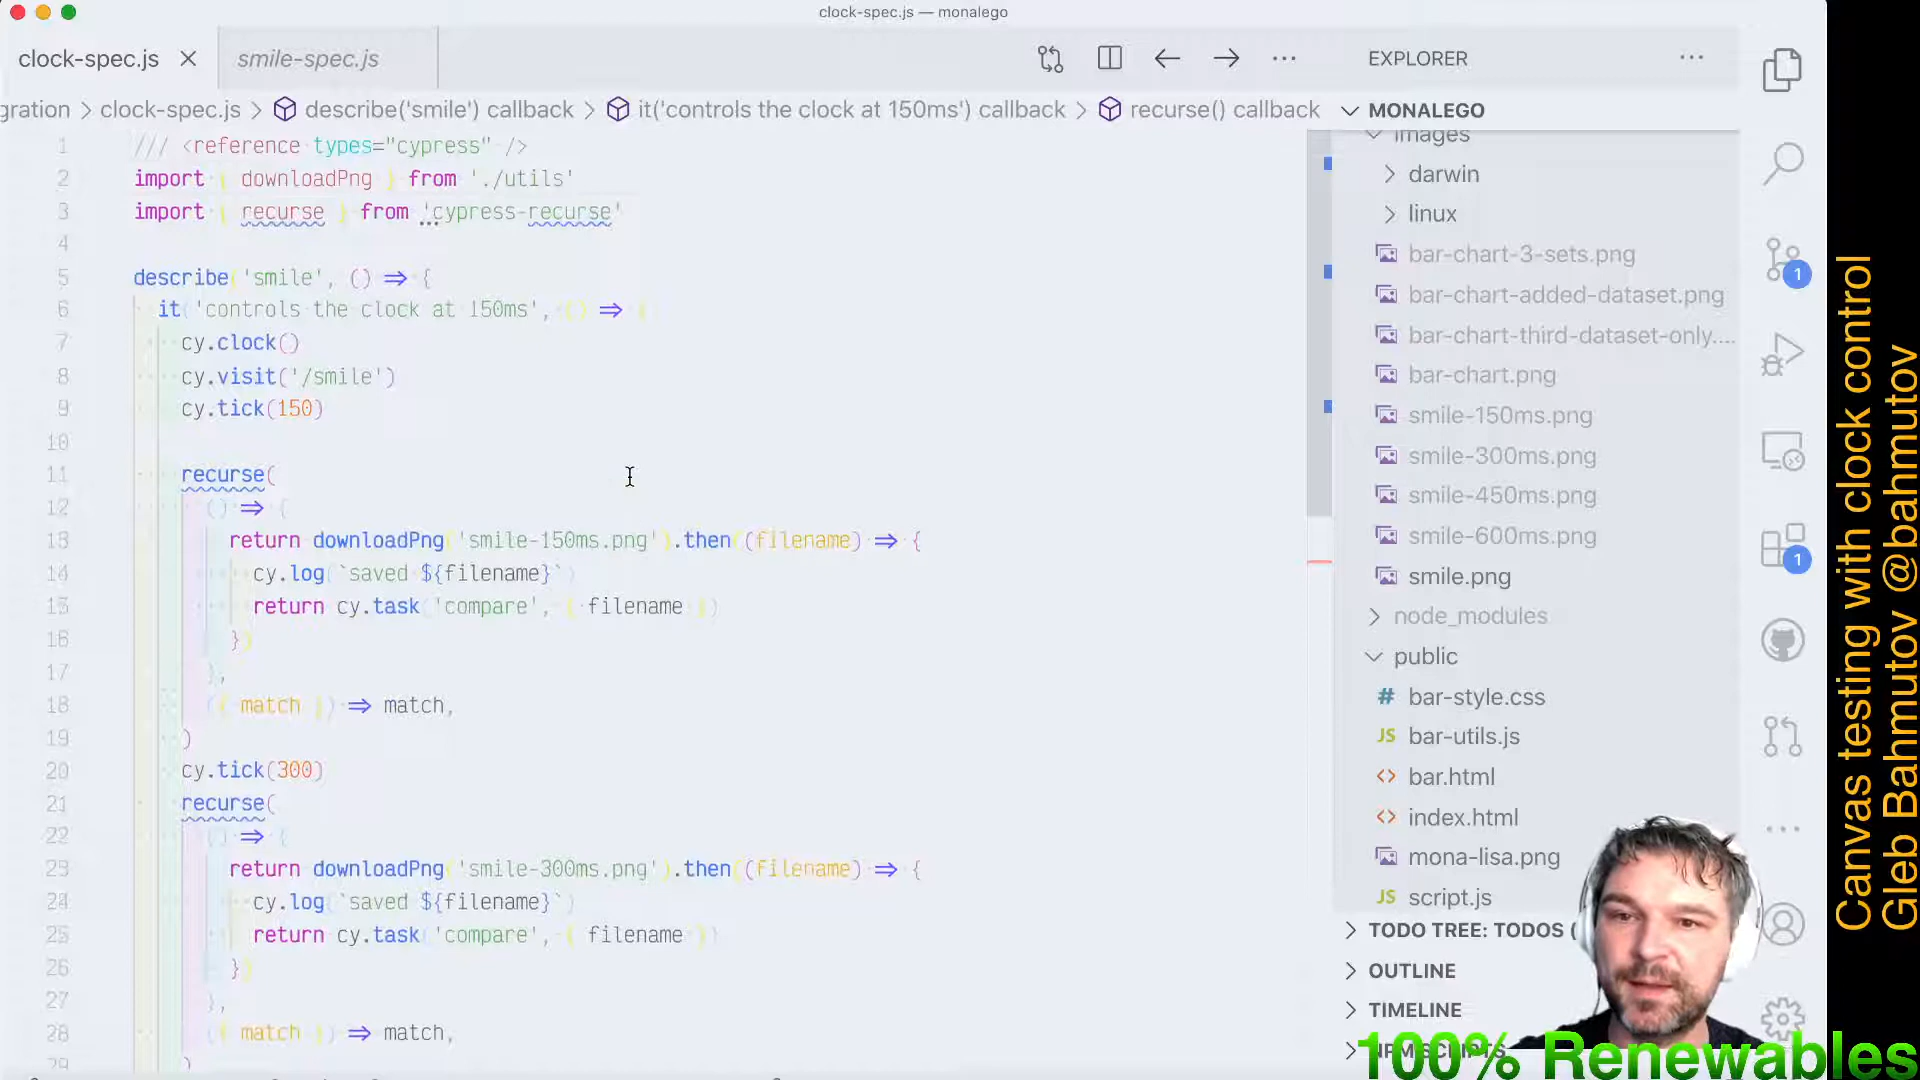 clock-spec.js — monalego
clock-spec.js
smile-spec.js
gration > clock-spec.js > describe('smile') callback > it('controls the clock at 150ms') callback > recurse() callback
1 /// <reference types="cypress" />
2 import { downloadPng } from './utils'
3 import { recurse } from 'cypress-recurse'
4
5 describe('smile', () => {
6 it('controls the clock at 150ms', () => {
7 cy.clock()
8 cy.visit('/smile')
9 cy.tick(150)
10
11 recurse(
12 () => {
13 return downloadPng('smile-150ms.png').then((filename) => {
14 cy.log(`saved ${filename}`)
15 return cy.task('compare', { filename })
16 })
17 },
18 ({ match }) => match,
19 )
20 cy.tick(300)
21 recurse(
22 () => {
23 return downloadPng('smile-300ms.png').then((filename) => {
24 cy.log(`saved ${filename}`)
25 return cy.task('compare', { filename })
26 })
27 },
28 ({ match }) => match,
29 )
EXPLORER
MONALEGO
images
darwin
linux
bar-chart-3-sets.png
bar-chart-added-dataset.png
bar-chart-third-dataset-only....
bar-chart.png
smile-150ms.png
smile-300ms.png
smile-450ms.png
smile-600ms.png
smile.png
node_modules
public
# bar-style.css
JS bar-utils.js
<> bar.html
<> index.html
mona-lisa.png
JS script.js
TODO TREE: TODOS (
OUTLINE
TIMELINE
NPM SCRIPTS
1
1
Canvas testing with clock control
Gleb Bahmutov @bahmutov
100% Renewables